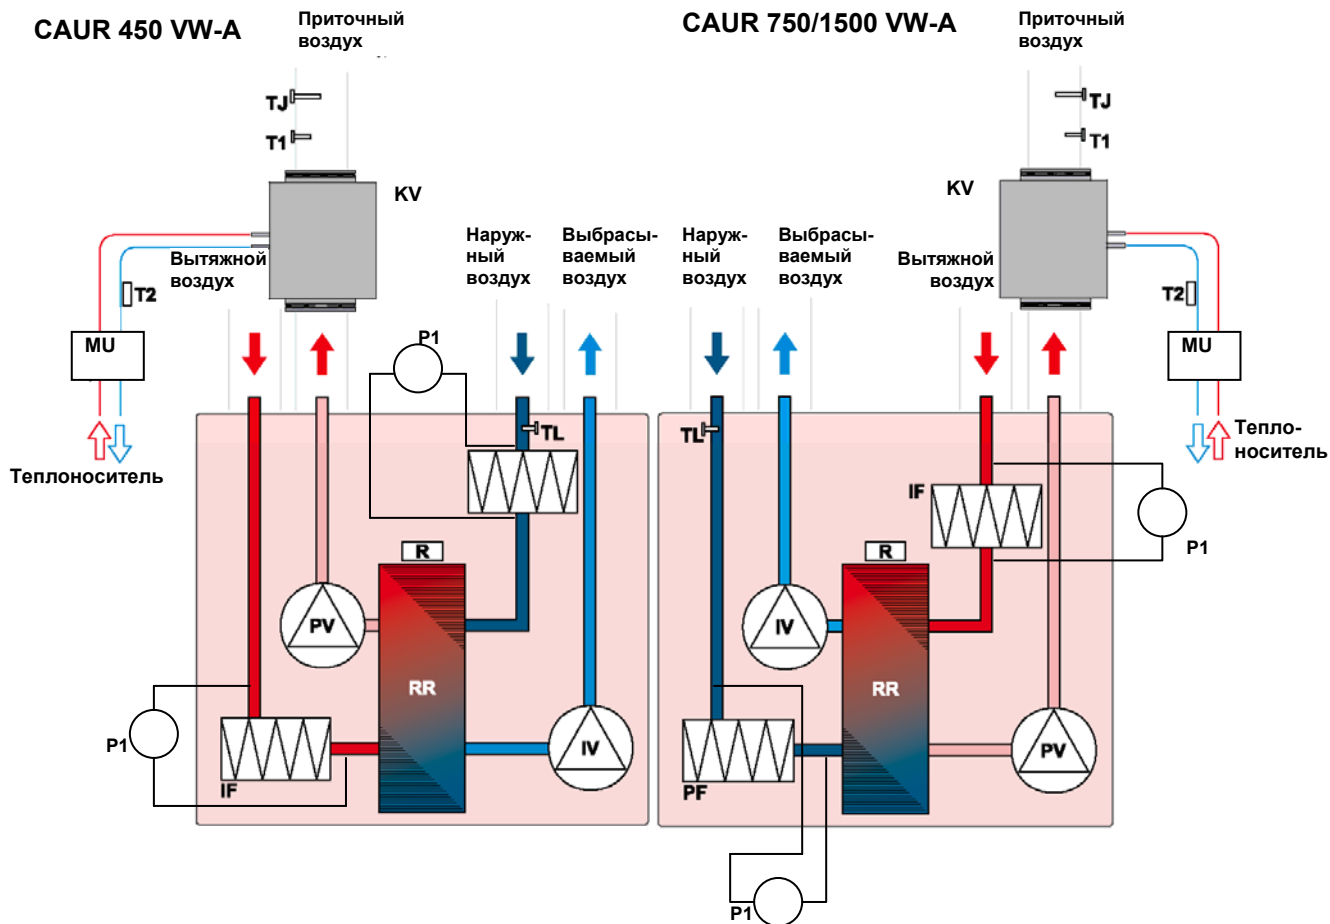 CAUR 450 VW-A
Приточный
воздух
CAUR 750/1500 VW-A
Приточный
воздух
TJ
T1
KV
Вытяжной
воздух
T2
MU
Теплоноситель
Наруж-
ный
воздух
Выбрасы-
ваемый
воздух
P1
TL
R
PV
RR
IV
P1
IF
TJ
T1
KV
Наруж-
ный
воздух
Выбрасы-
ваемый
воздух
Вытяжной
воздух
T2
MU
Тепло-
носитель
TL
IF
P1
R
IV
RR
PV
PF
P1